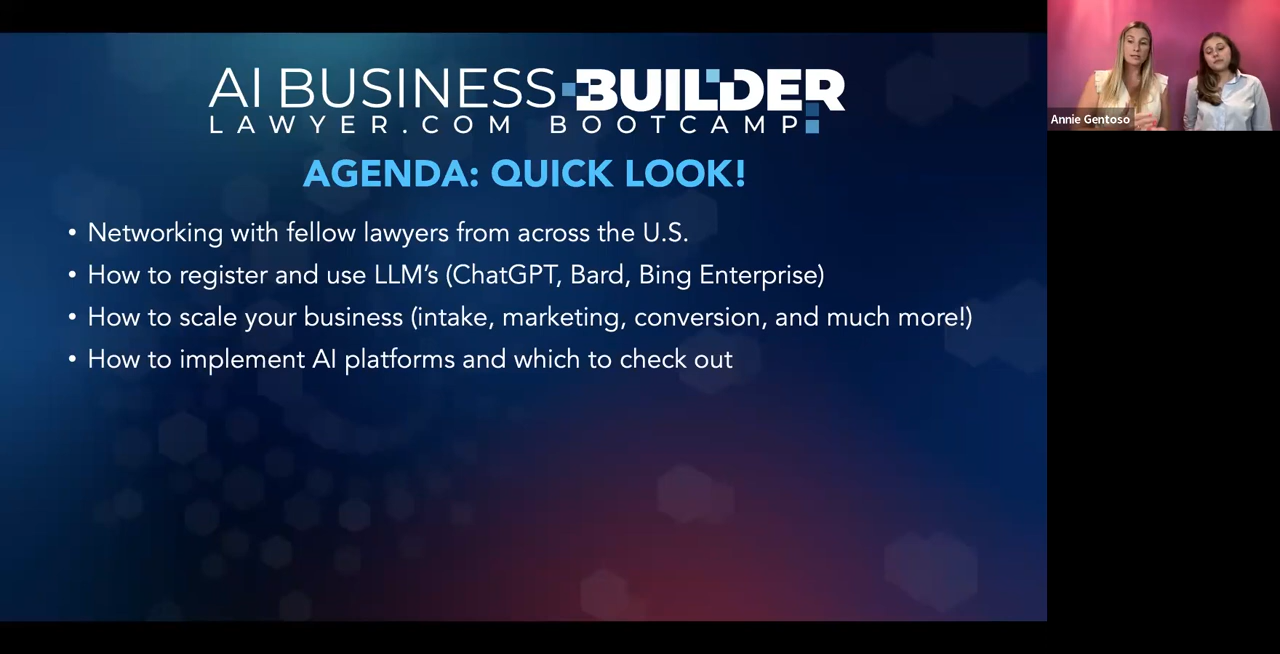 AI BUSINESS BUILDER
LAWYER.COM BOOTCAMP
AGENDA: QUICK LOOK!
• Networking with fellow lawyers from across the U.S.
• How to register and use LLM's (ChatGPT, Bard, Bing Enterprise)
• How to scale your business (intake, marketing, conversion, and much more!)
• How to implement AI platforms and which to check out
Annie Gentoso